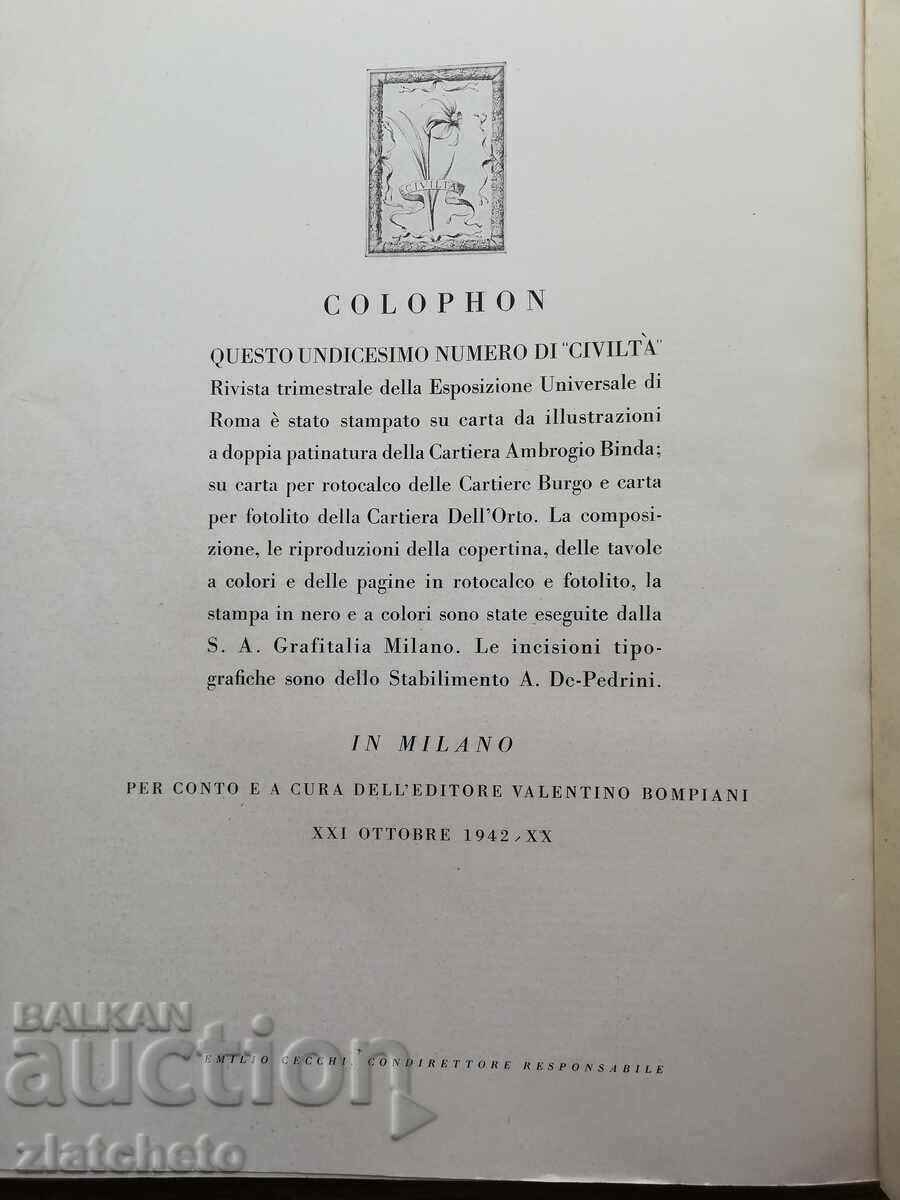 CIVILTA
COLOPHON
QUESTO UNDICESIMO NUMERO DI "CIVILTÀ"
Rivista trimestrale della Esposizione Universale di
Roma è stato stampato su carta da illustrazioni
a doppia patinatura della Cartiera Ambrogio Binda;
su carta per rotocalco delle Cartiere Burgo e carta
per fotolito della Cartiera Dell'Orto. La composi-
zione, le riproduzioni della copertina, delle tavole
a colori e delle pagine in rotocalco e fotolito, la
stampa in nero e a colori sono state eseguite dalla
S. A. Grafitalia Milano. Le incisioni tipo-
grafiche sono dello Stabilimento A. De-Pedrini.
IN MILANO
PER CONTO E A CURA DELL'EDITORE VALENTINO BOMPIANI
XXI OTTOBRE 1942-XX
EMILIO CECCHI, CONDIRETTORE RESPONSABILE
BALKAN
auction
zlatcheto